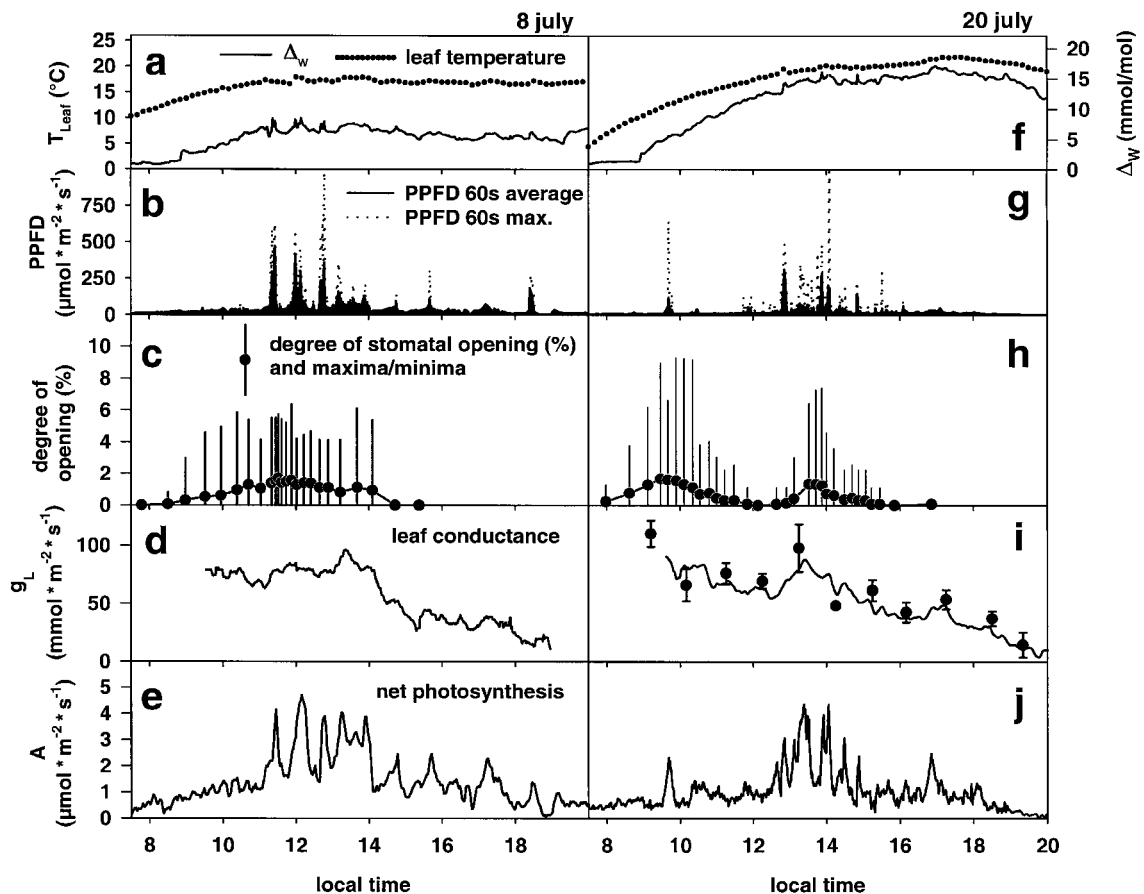 8 july
20 july
a
Δw
leaf temperature
f
T Leaf (°C)
25
20
15
10
5
0
Δw (mmol/mol)
20
15
10
5
0
b
PPFD 60s average
PPFD 60s max.
g
PPFD
(µmol * m-2 * s-1)
750
500
250
0
c
degree of stomatal opening (%)
and maxima/minima
h
degree of
opening (%)
10
8
6
4
2
0
d
leaf conductance
i
gL
(mmol * m-2 * s-1)
100
50
0
e
net photosynthesis
j
A
(µmol * m-2 * s-1)
5
4
3
2
1
0
8 10 12 14 16 18
10 12 14 16 18 20
local time
local time